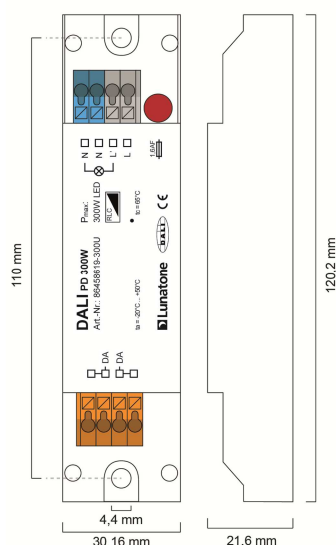 N
N
L'
L
1,6AF
Pmax:
300W LED
RLC
tc = 65°C
DALI PD 300W
Art.-Nr.: 86458619-300U
DALI
CE
ta = -20°C... +50°C
Lunatone
DA
DA
110 mm
120,2 mm
4,4 mm
30,16 mm
21,6 mm